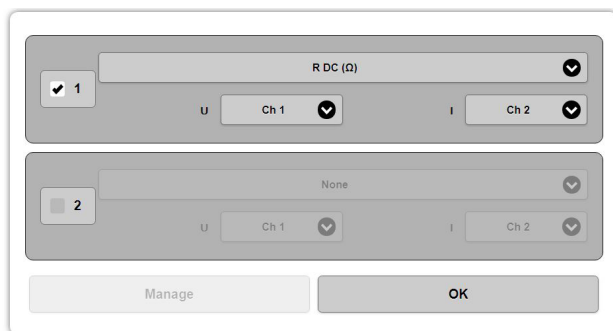 R DC (Ω)
1
U Ch 1 I Ch 2
None
2
U Ch 1 I Ch 2
Manage OK